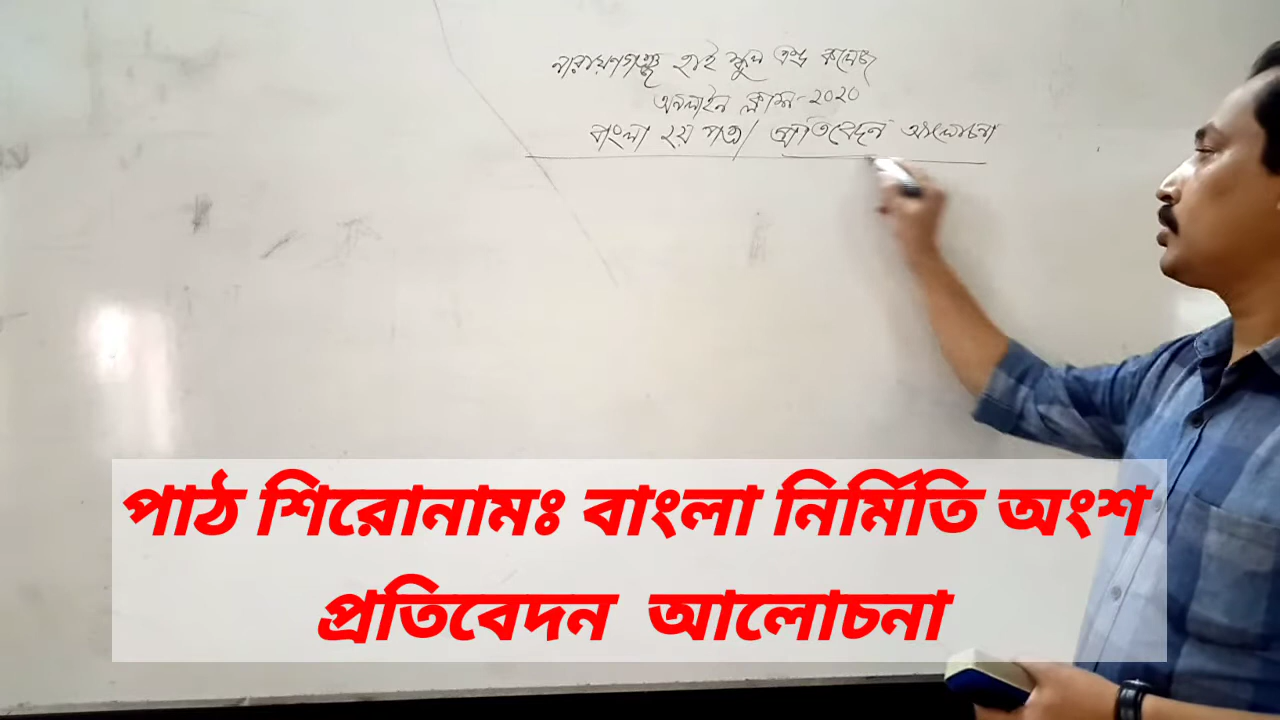 নারায়ণগঞ্জ হাই স্কুল এন্ড কলেজ
অনলাইন ক্লাশ-২০২০
বাংলা ২য় পত্র/ প্রতিবেদন আলোচনা
পাঠ শিরোনামঃ বাংলা নির্মিতি অংশ
প্রতিবেদন আলোচনা